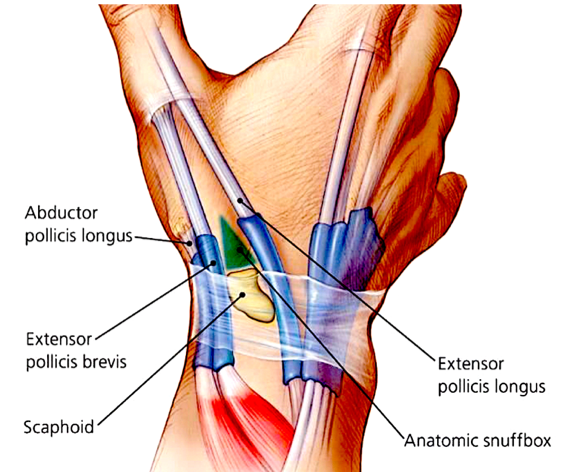 Abductor
pollicis longus
Extensor
pollicis brevis
Scaphoid
Extensor
pollicis longus
Anatomic snuffbox